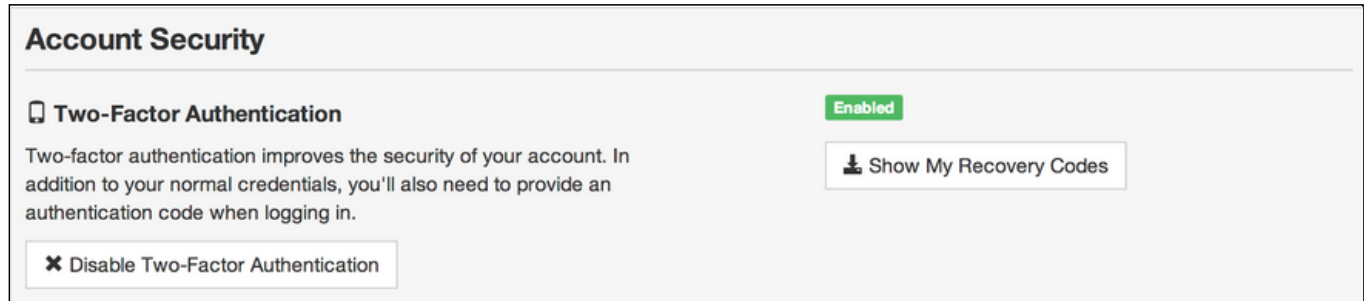 Account Security
Two-Factor Authentication
Enabled
Two-factor authentication improves the security of your account. In
addition to your normal credentials, you'll also need to provide an
authentication code when logging in.
Show My Recovery Codes
Disable Two-Factor Authentication